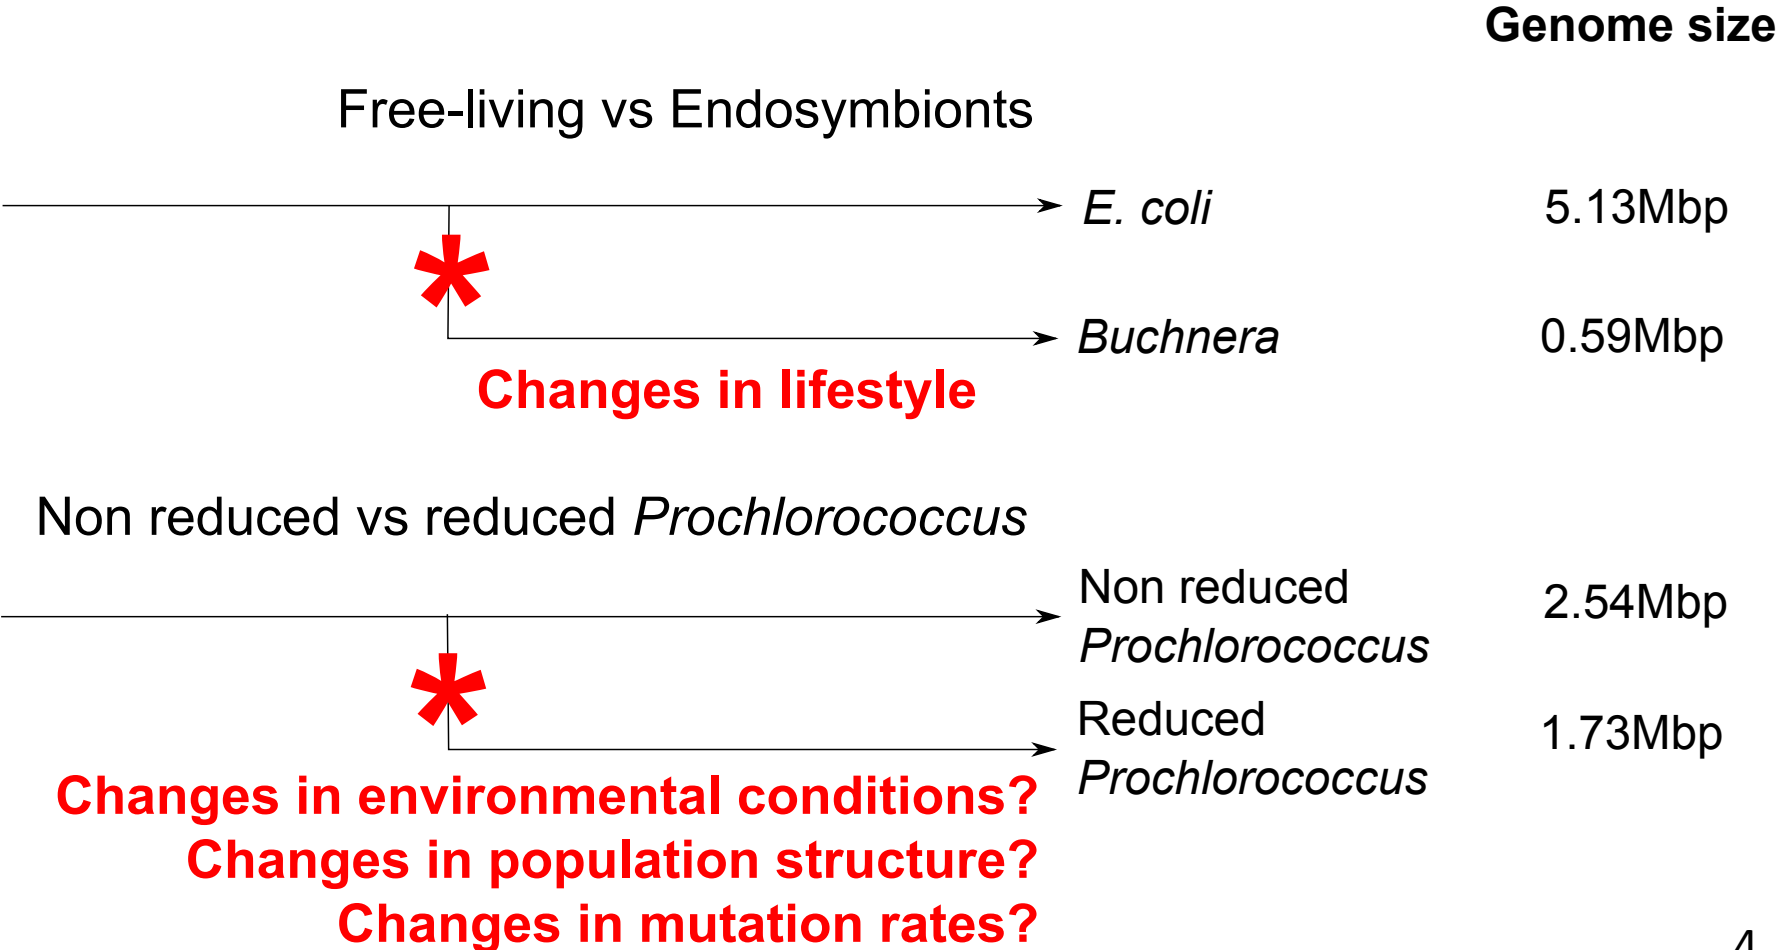 Genome size
Free-living vs Endosymbionts
E. coli 5.13Mbp
*
Buchnera 0.59Mbp
Changes in lifestyle
Non reduced vs reduced Prochlorococcus
Non reduced
Prochlorococcus
2.54Mbp
*
Reduced
Prochlorococcus
1.73Mbp
Changes in environmental conditions?
Changes in population structure?
Changes in mutation rates?
4